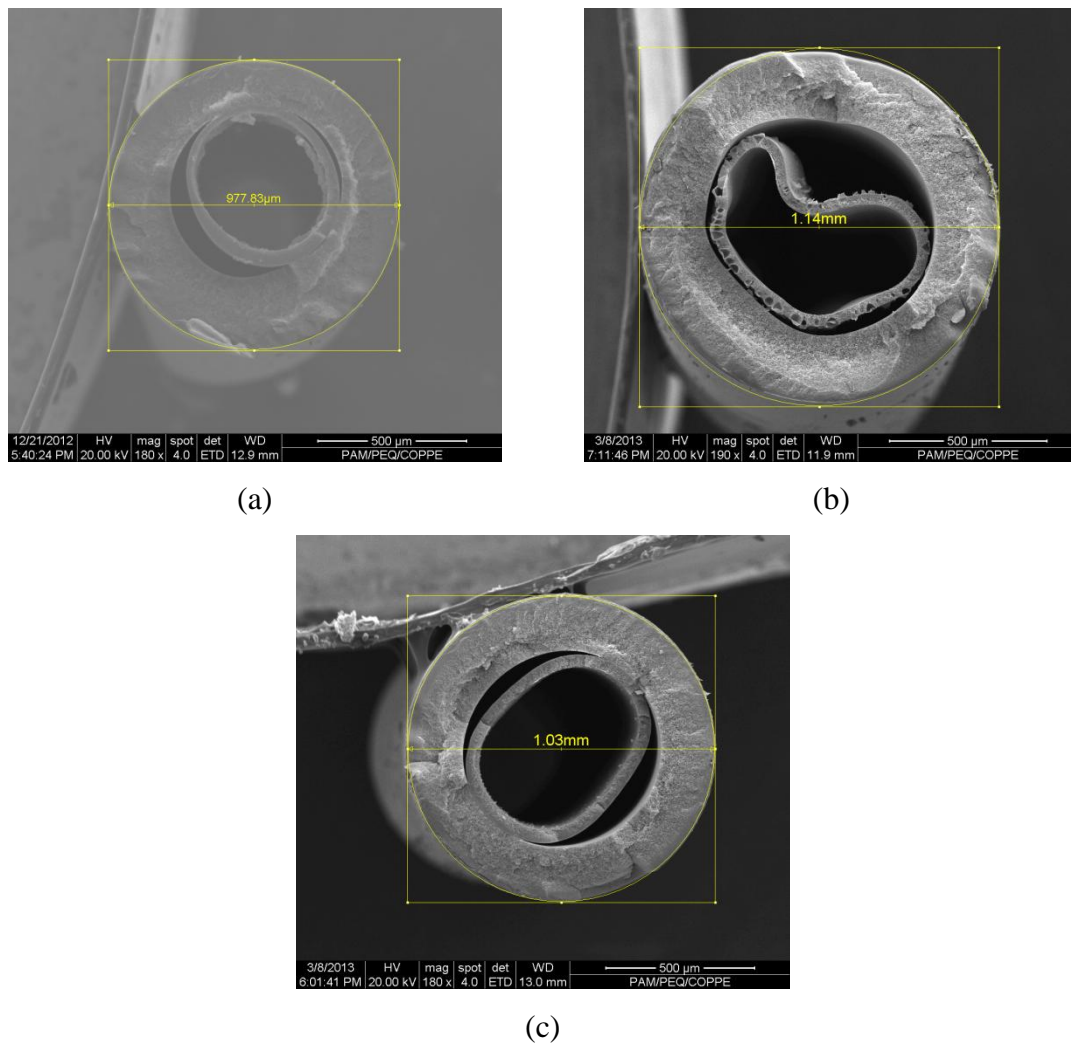 977.83µm
12/21/2012 HV mag spot det WD 500 µm
5:40:24 PM 20.00 kV 180 x 4.0 ETD 12.9 mm PAM/PEQ/COPPE
(a)
1.14mm
3/8/2013 HV mag spot det WD 500 µm
7:11:46 PM 20.00 kV 190 x 4.0 ETD 11.9 mm PAM/PEQ/COPPE
(b)
1.03mm
3/8/2013 HV mag spot det WD 500 µm
6:01:41 PM 20.00 kV 180 x 4.0 ETD 13.0 mm PAM/PEQ/COPPE
(c)